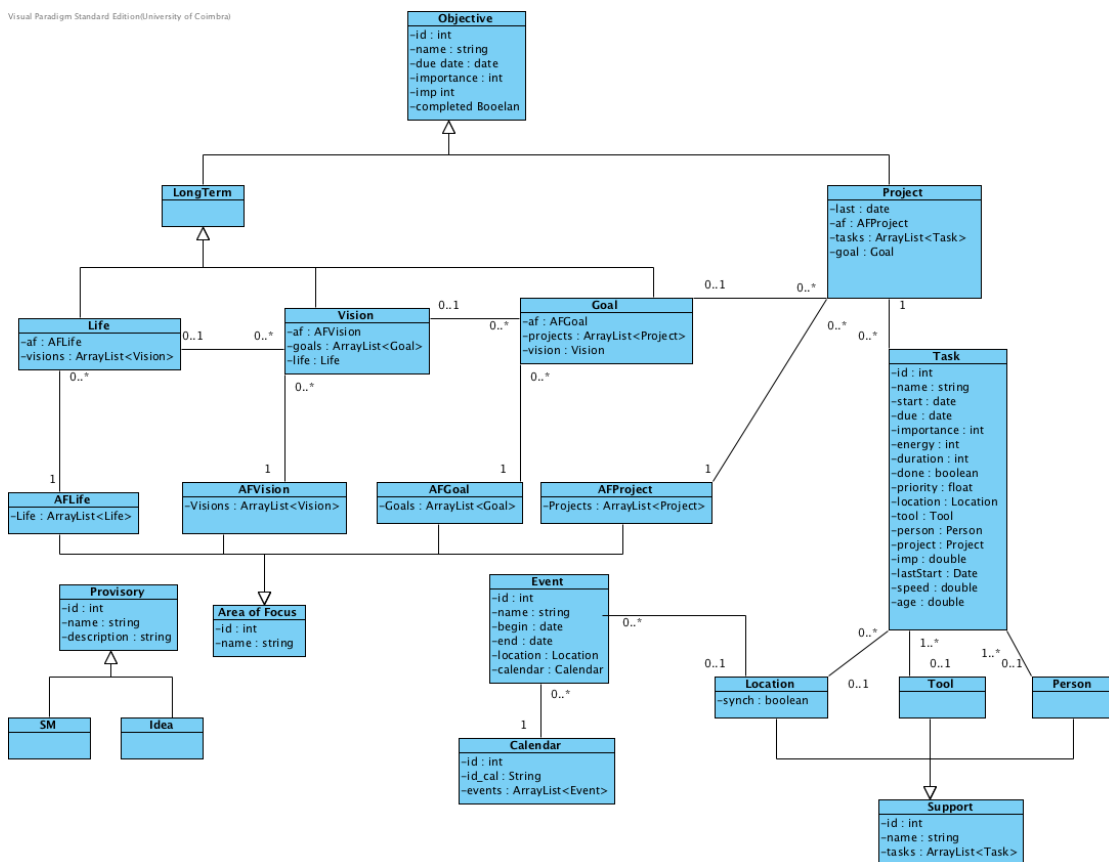 Visual Paradigm Standard Edition(University of Coimbra)
Objective
-id : int
-name : string
-due date : date
-importance : int
-imp int
-completed Booelan
LongTerm
Project
-last : date
-af : AFProject
-tasks : ArrayList<Task>
-goal : Goal
Life
-af : AFLife
-visions : ArrayList<Vision>
0..1
0..*
Vision
-af : AFVision
-goals : ArrayList<Goal>
-life : Life
0..1
0..*
Goal
-af : AFGoal
-projects : ArrayList<Project>
-vision : Vision
0..1
0..*
0..*
1
0..*
0..*
0..*
0..*
Task
-id : int
-name : string
-start : date
-due : date
-importance : int
-energy : int
-duration : int
-done : boolean
-priority : float
-location : Location
-tool : Tool
-person : Person
-project : Project
-imp : double
-lastStart : Date
-speed : double
-age : double
1
1
1
1
AFLife
-Life : ArrayList<Life>
AFVision
-Visions : ArrayList<Vision>
AFGoal
-Goals : ArrayList<Goal>
AFProject
-Projects : ArrayList<Project>
Provisory
-id : int
-name : string
-description : string
Area of Focus
-id : int
-name : string
Event
-id : int
-name : string
-begin : date
-end : date
-location : Location
-calendar : Calendar
0..*
0..1
0..*
0..1
1..*
0..1
1..*
0..1
SM
Idea
0..*
1
Location
-synch : boolean
Tool
Person
Calendar
-id : int
-id_cal : String
-events : ArrayList<Event>
Support
-id : int
-name : string
-tasks : ArrayList<Task>